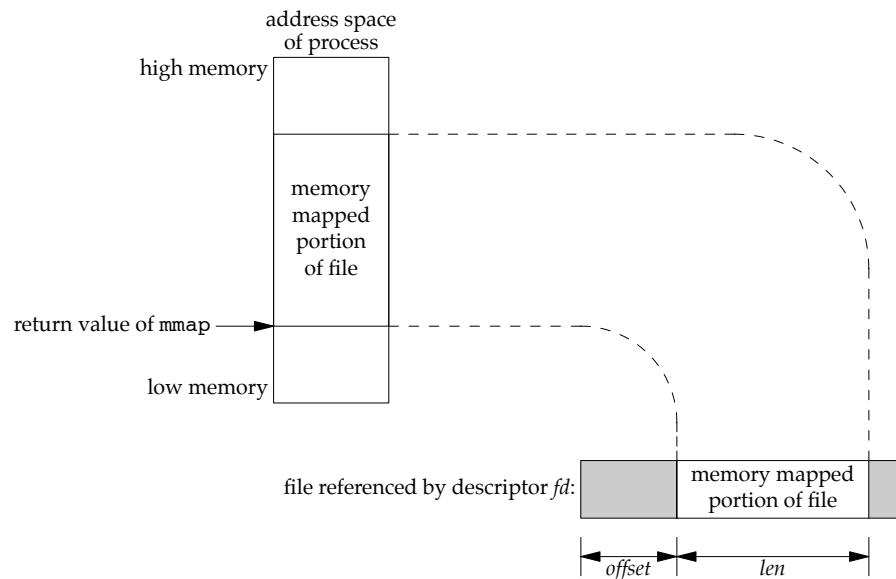 address space
of process
high memory
memory
mapped
portion
of file
return value of mmap
low memory
file referenced by descriptor fd:
memory mapped
portion of file
offset
len